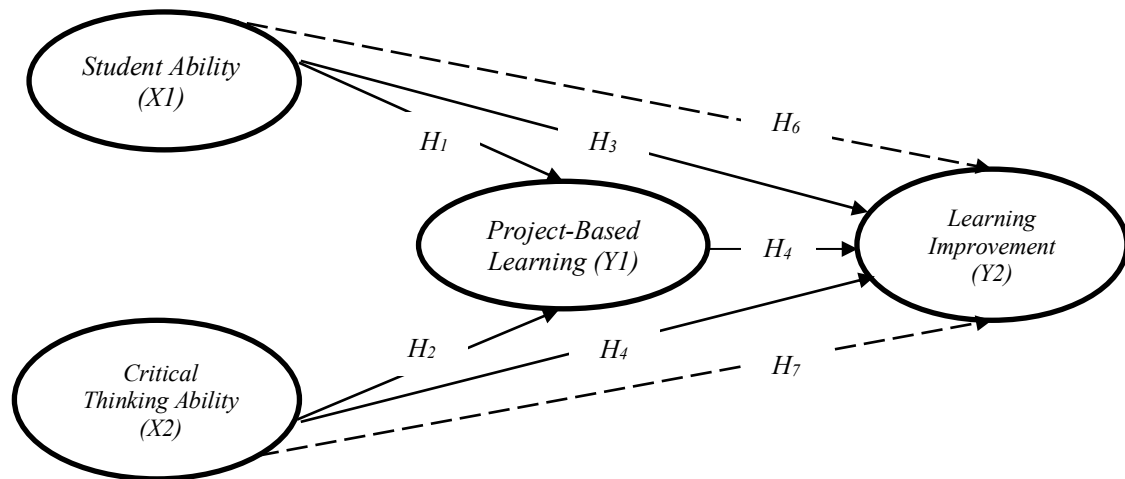 Student Ability
(X1)
H6
H1
H3
Project-Based
Learning (Y1)
H4
Learning
Improvement
(Y2)
H2
H4
H7
Critical
Thinking Ability
(X2)